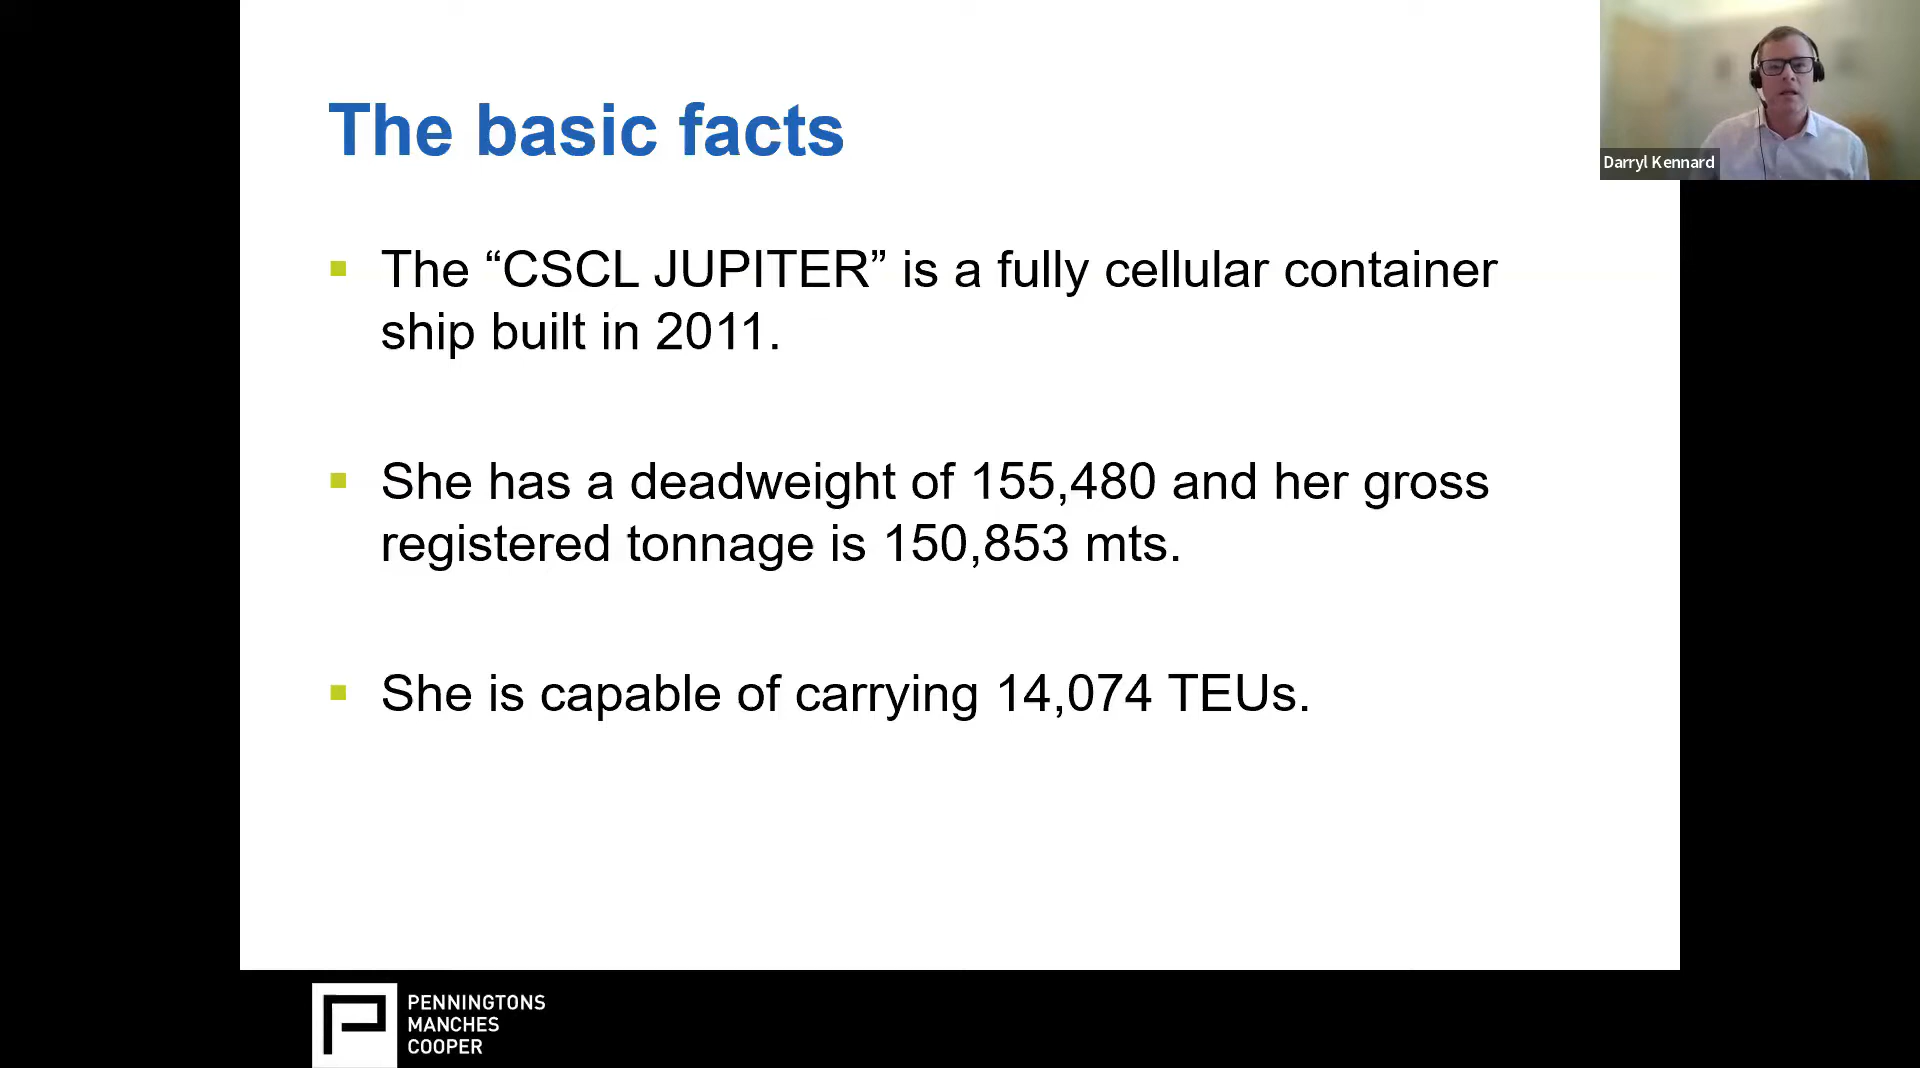 The basic facts
Darryl Kennard
▪ The “CSCL JUPITER” is a fully cellular container
ship built in 2011.
▪ She has a deadweight of 155,480 and her gross
registered tonnage is 150,853 mts.
▪ She is capable of carrying 14,074 TEUs.
PENNINGTONS
MANCHES
COOPER